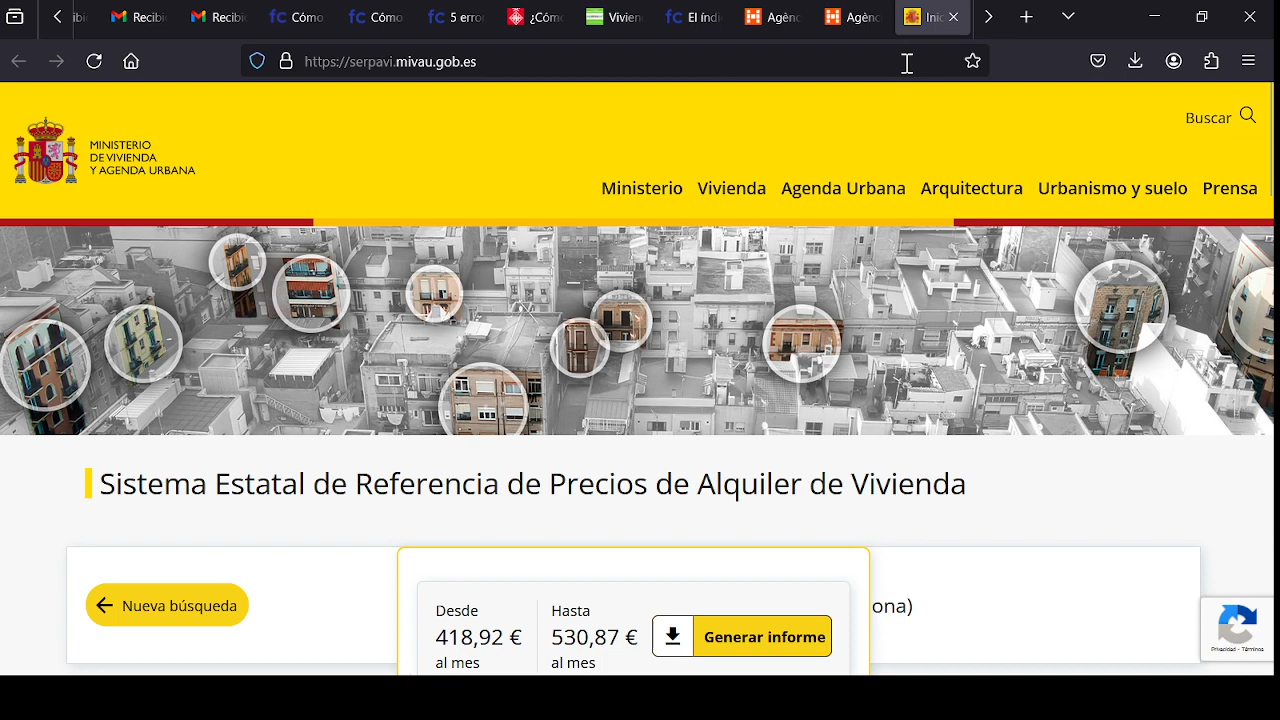 Recibi
Recibi
Cómo
Cómo
5 erro
¿Cóm
Vivien
El índi
Agènc
Agènc
Inic
https://serpavi.mivau.gob.es
Buscar
MINISTERIO
DE VIVIENDA
Y AGENDA URBANA
Ministerio Vivienda Agenda Urbana Arquitectura Urbanismo y suelo Prensa
Sistema Estatal de Referencia de Precios de Alquiler de Vivienda
Nueva búsqueda
ona)
Desde
418,92 €
al mes
Hasta
530,87 €
al mes
Generar informe
Privacidad - Términos